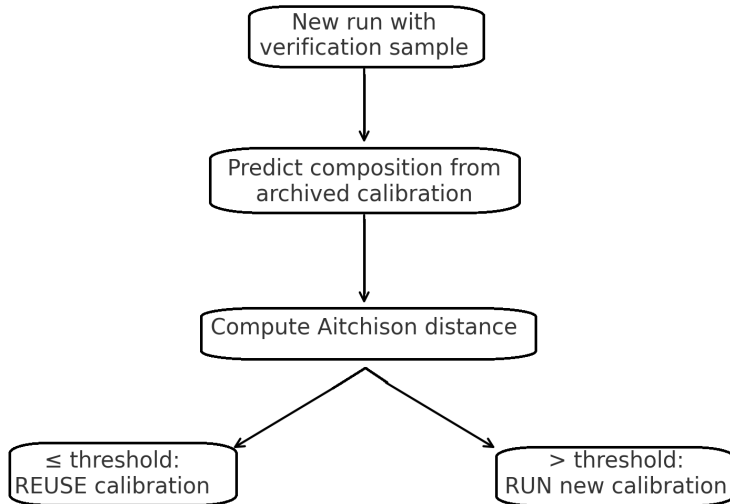 New run with
verification sample
Predict composition from
archived calibration
Compute Aitchison distance
≤ threshold:
REUSE calibration
> threshold:
RUN new calibration